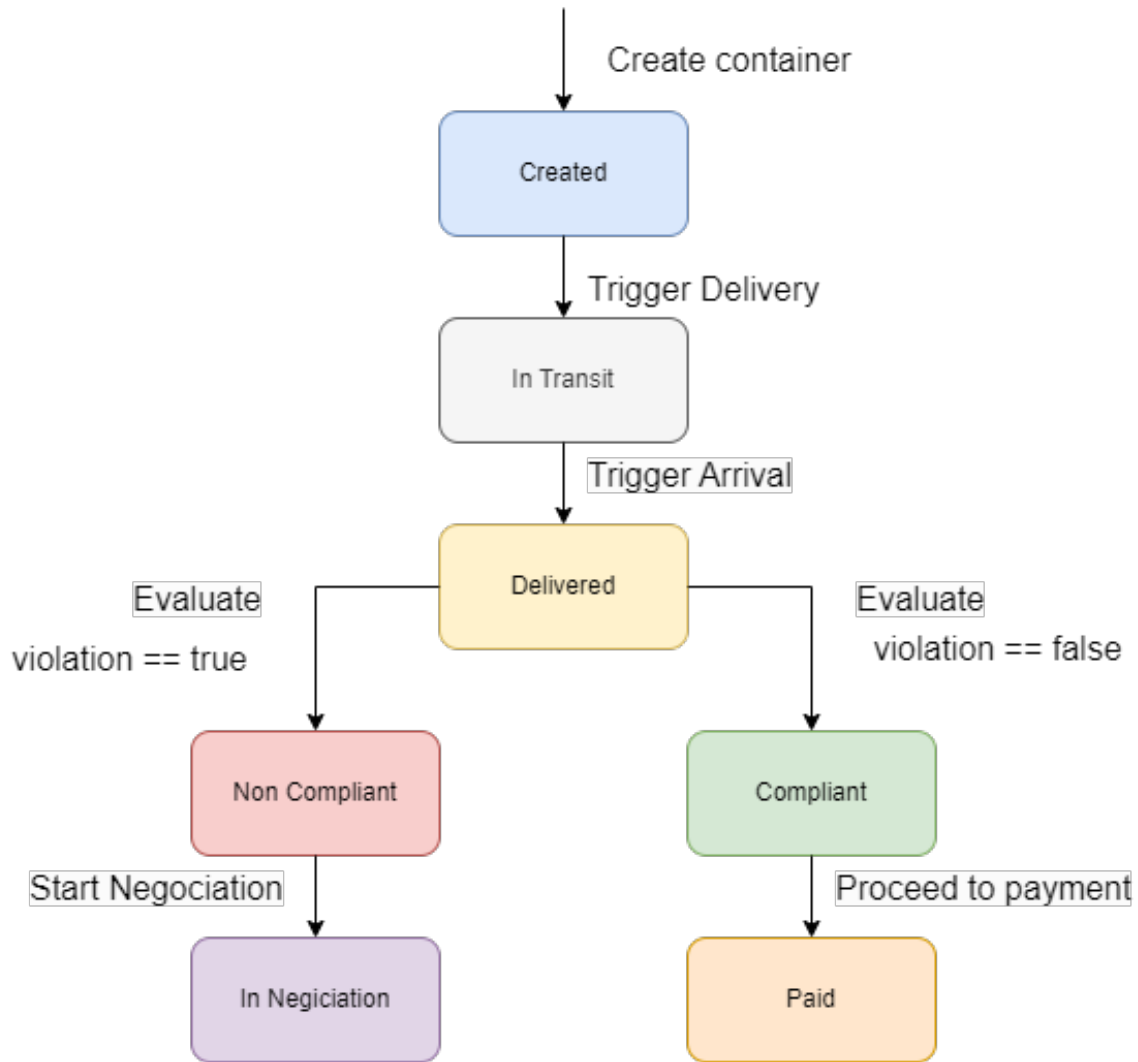 Create container
Created
Trigger Delivery
In Transit
Trigger Arrival
Delivered
Evaluate
violation == true
Evaluate
violation == false
Non Compliant
Compliant
Start Negociation
Proceed to payment
In Negiciation
Paid